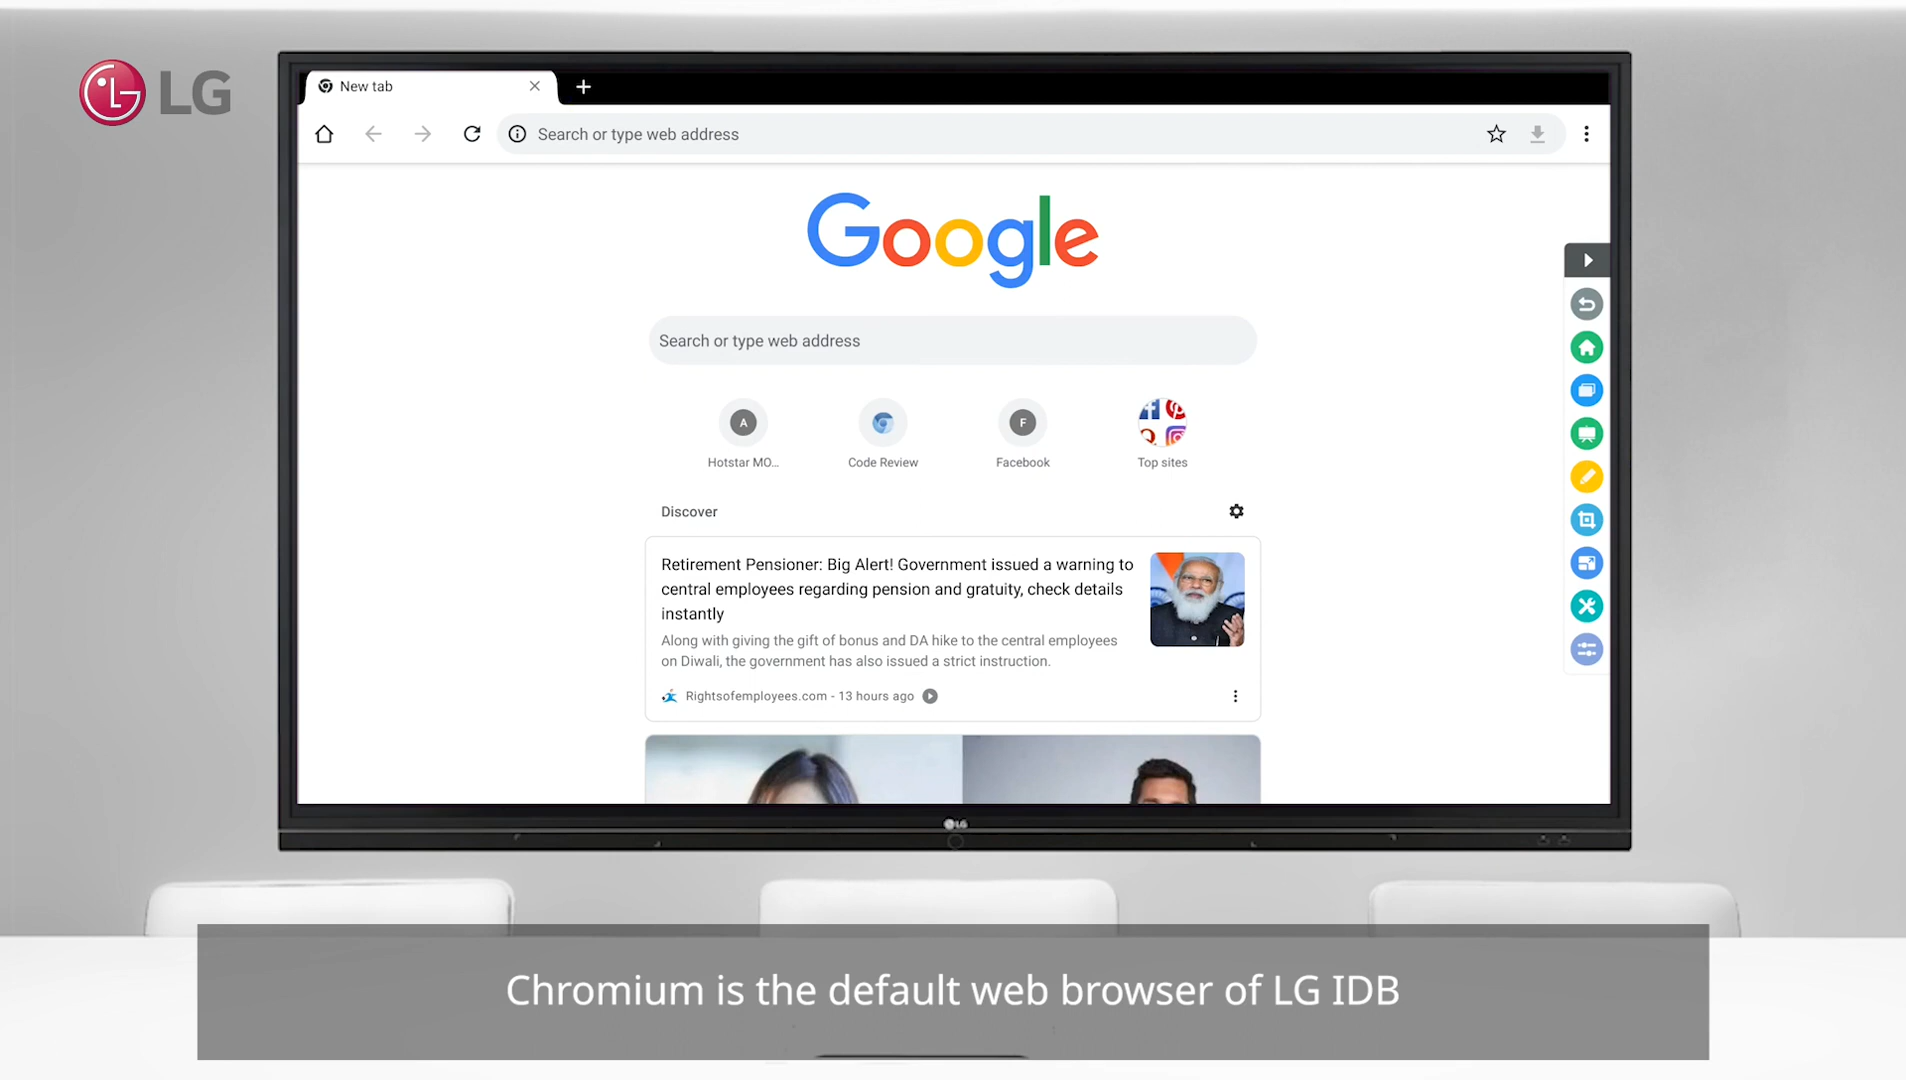 LG
New tab
Search or type web address
Google
Search or type web address
A
F
Hotstar MO...
Code Review
Facebook
Top sites
Discover
Retirement Pensioner: Big Alert! Government issued a warning to
central employees regarding pension and gratuity, check details
instantly
Along with giving the gift of bonus and DA hike to the central employees
on Diwali, the government has also issued a strict instruction.
Rightsofemployees.com - 13 hours ago
LG
Chromium is the default web browser of LG IDB